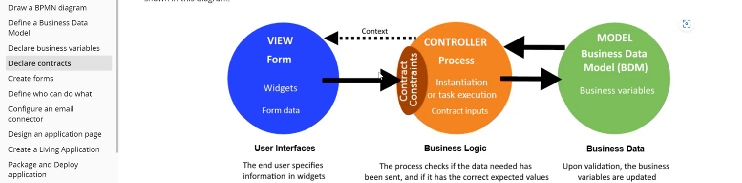 Draw a BPMN diagram
Define a Business Data
Model
Declare business variables
Declare contracts
Create forms
Define who can do what
Configure an email
connector
Design an application page
Create a Living Application
Package and Deploy
application
Context
VIEW
Form
Widgets
Form data
Contract
Constraints
CONTROLLER
Process
Instantiation
or task execution
Contract inputs
MODEL
Business Data
Model (BDM)
Business variables
User Interfaces
The end user specifies
information in widgets
Business Logic
The process checks if the data needed has
been sent, and if it has the correct expected values
Business Data
Upon validation, the business
variables are updated